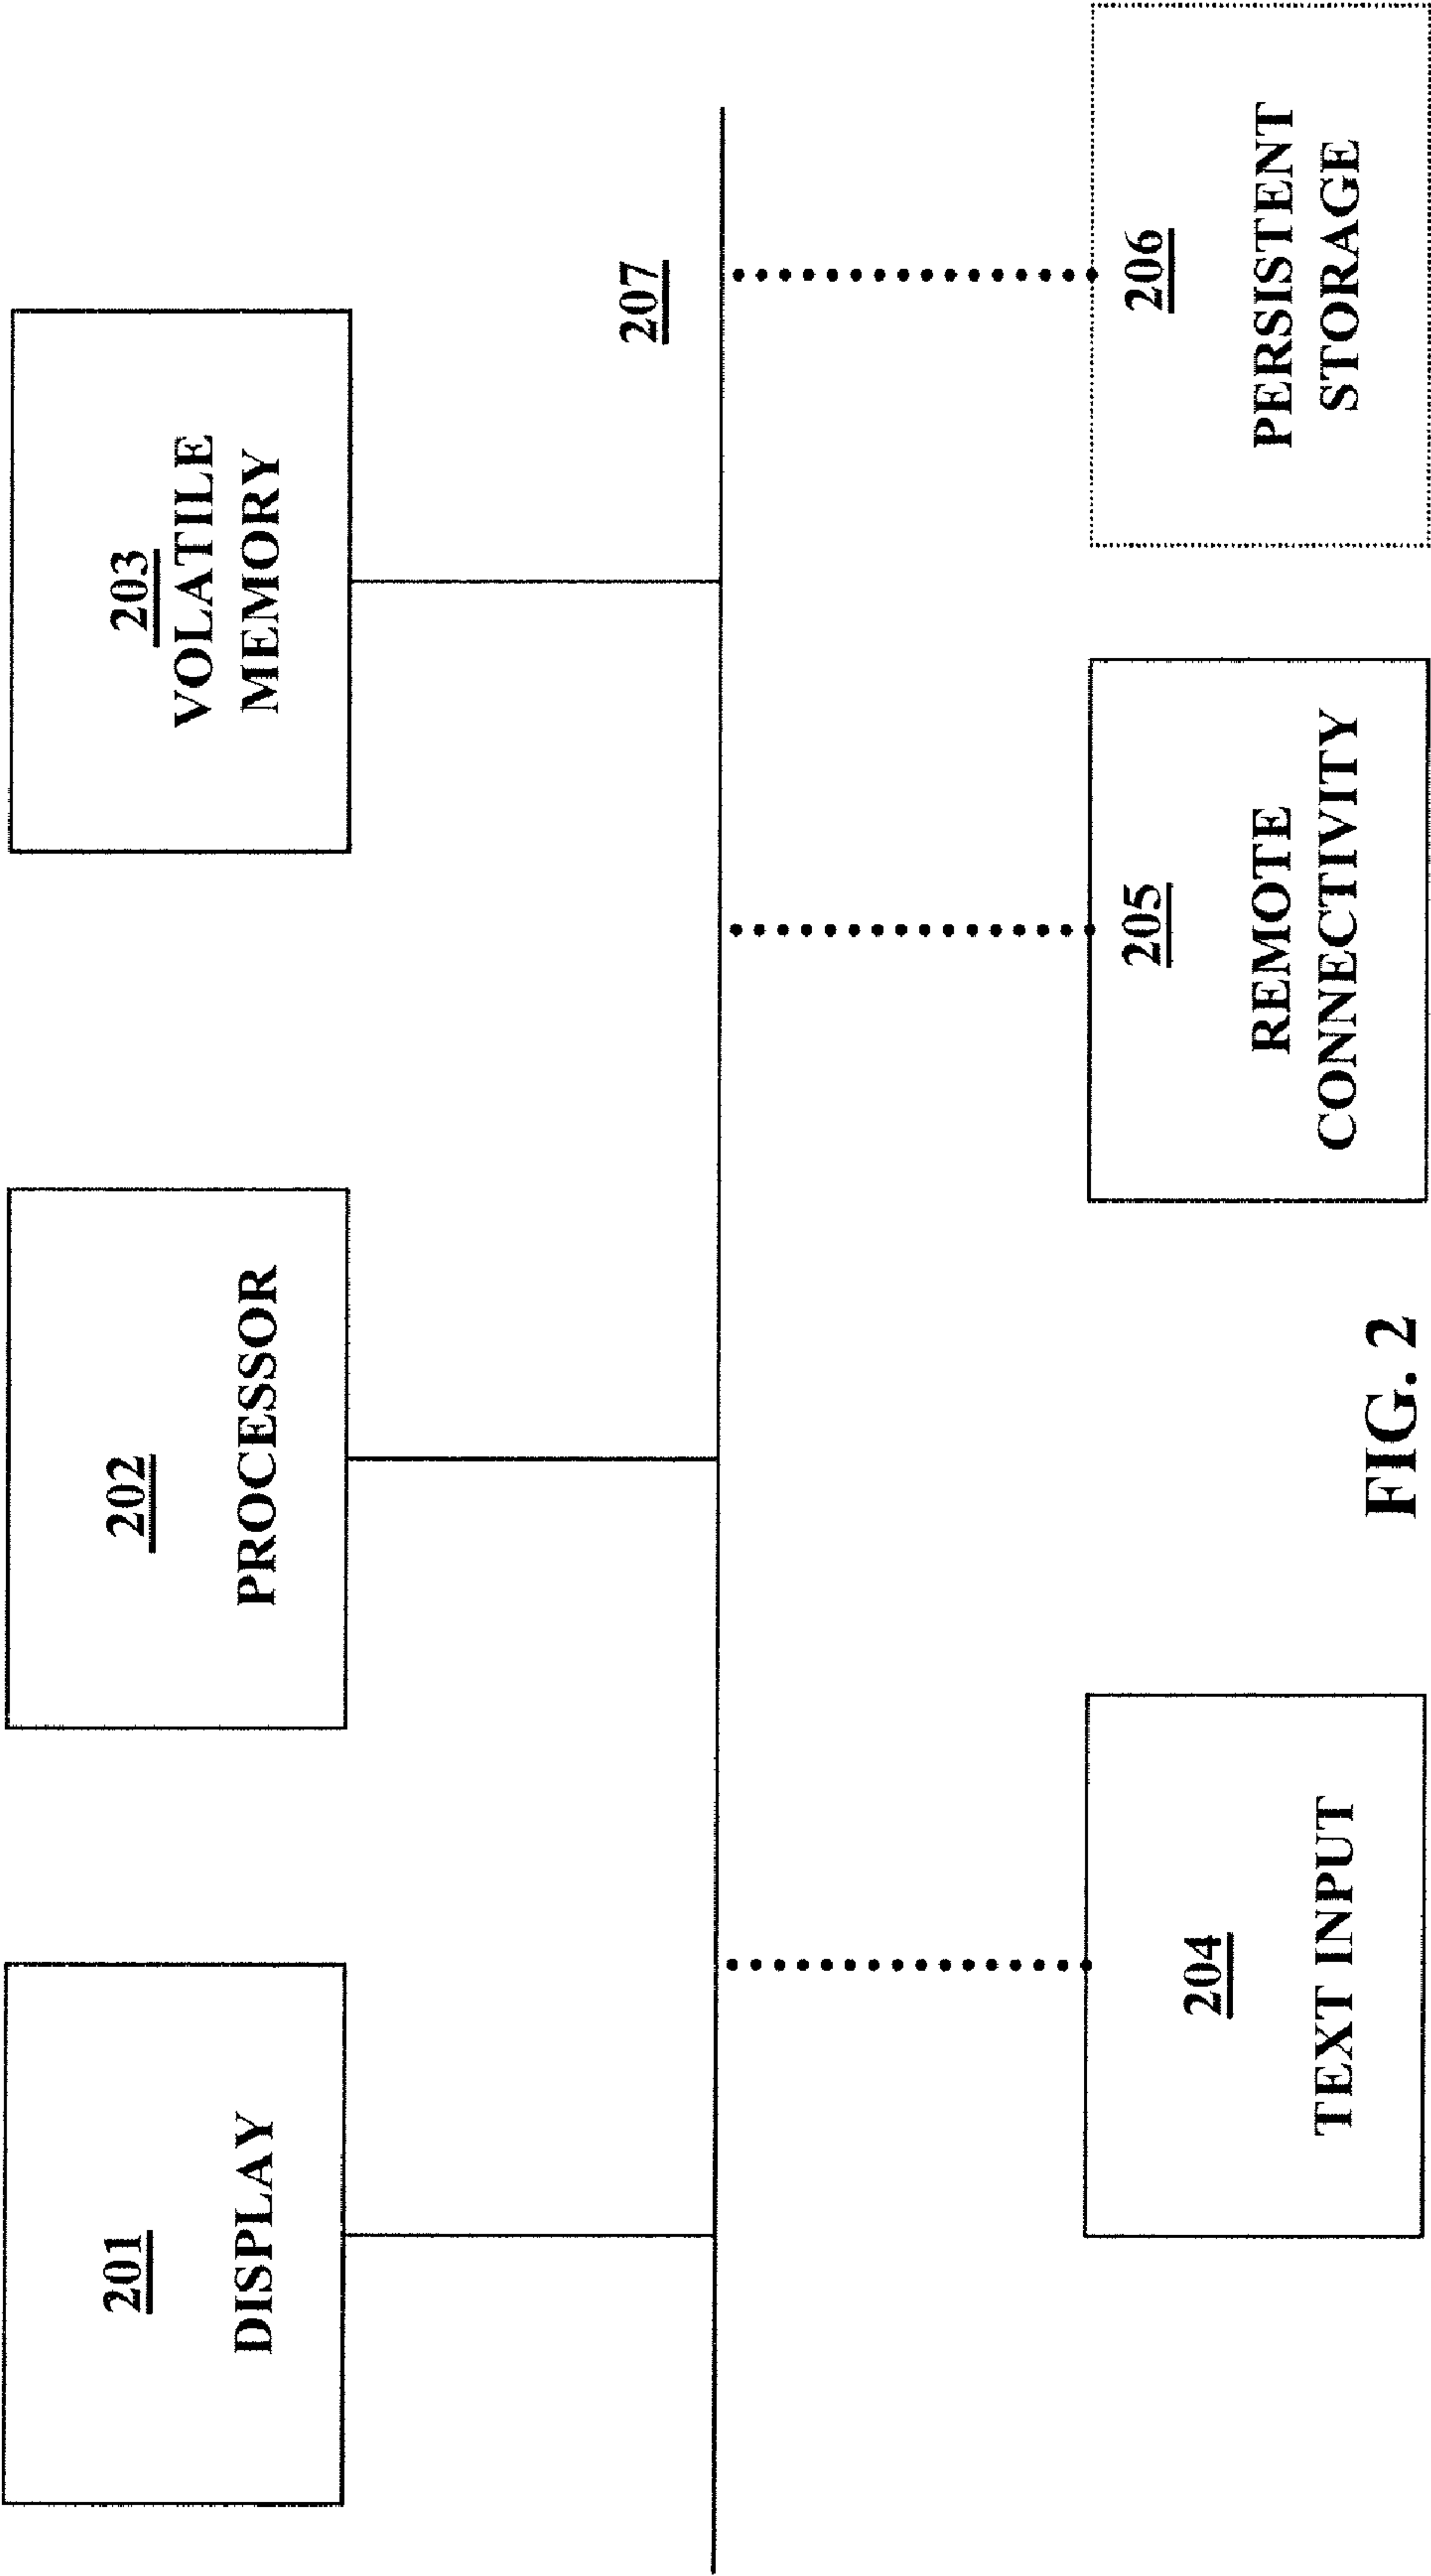 201
DISPLAY
202
PROCESSOR
203
VOLATILE
MEMORY
207
204
TEXT INPUT
205
REMOTE
CONNECTIVITY
206
PERSISTENT
STORAGE
FIG. 2